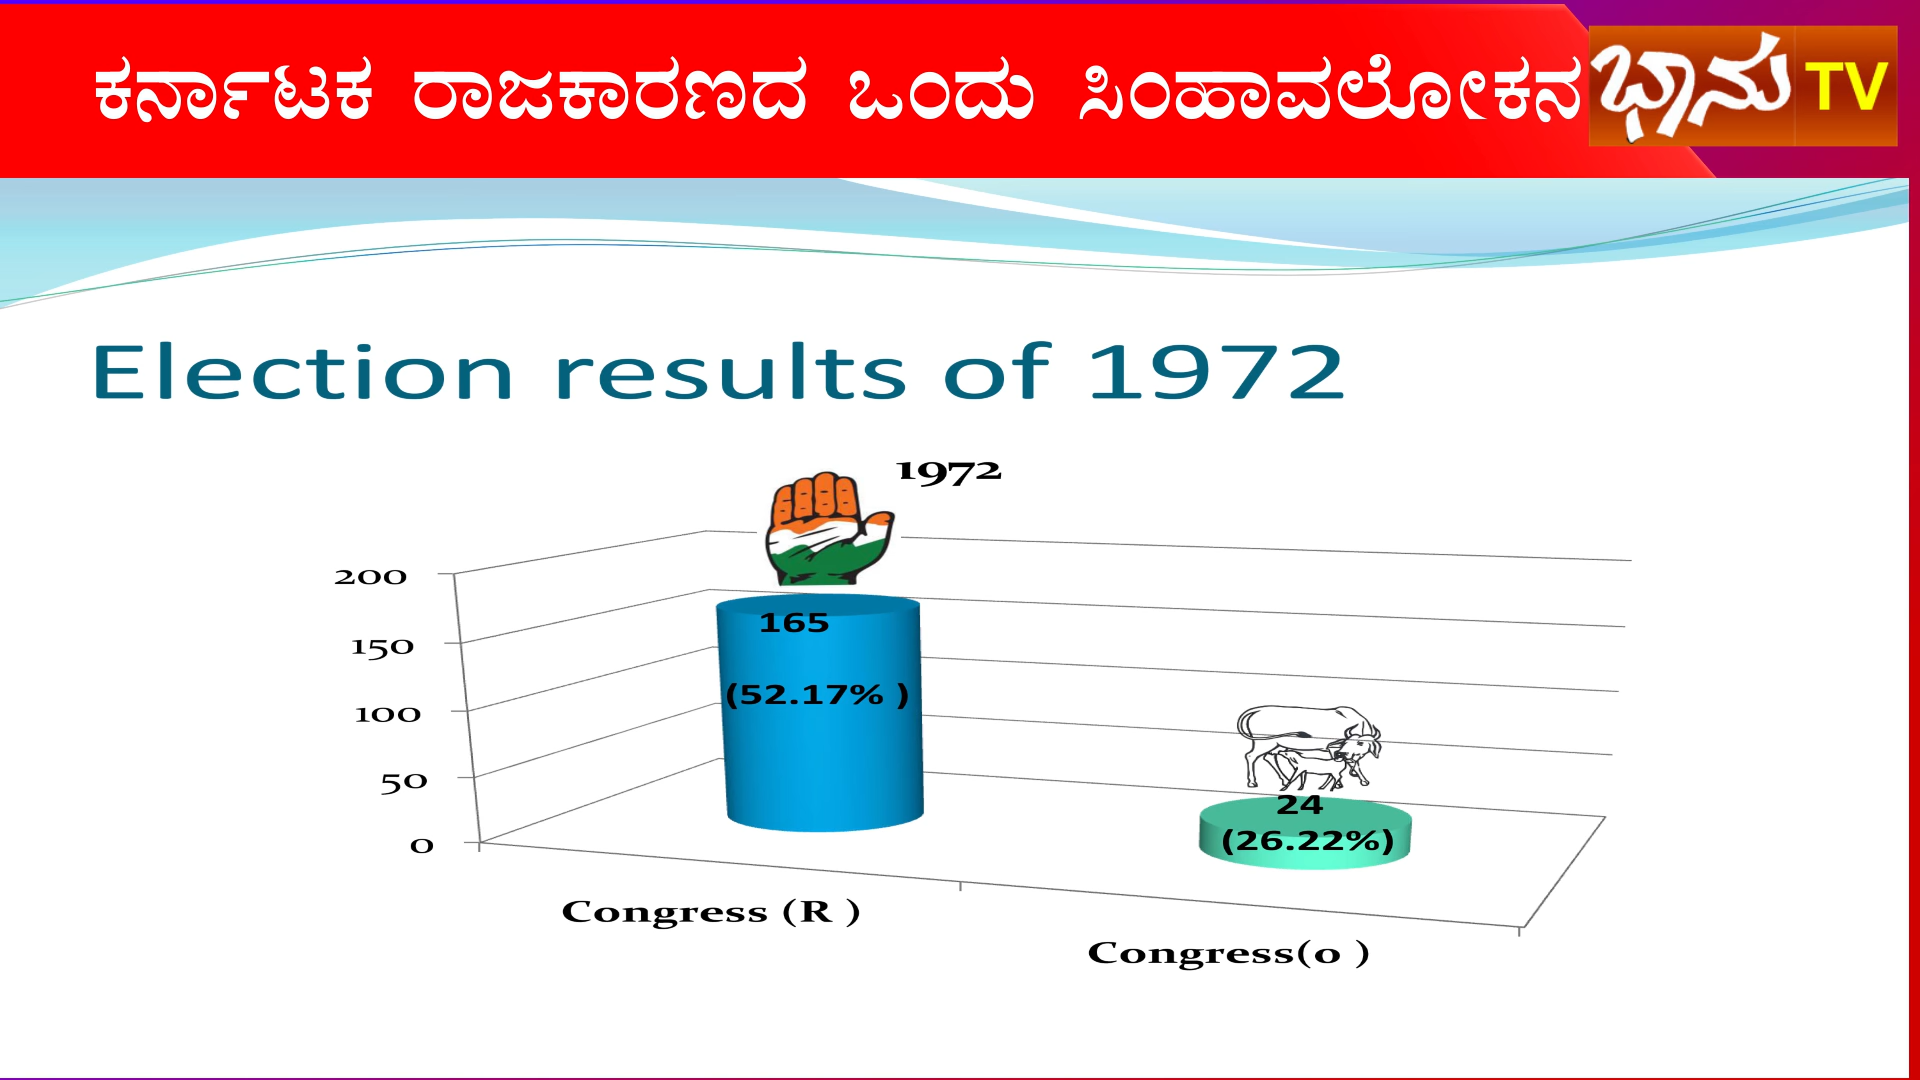 ಕರ್ನಾಟಕ ರಾಜಕಾರಣದ ಒಂದು ಸಿಂಹಾವಲೋಕನ
ಭಾನು TV
Election results of 1972
1972
200
150
100
50
0
165
(52.17% )
24
(26.22%)
Congress (R )
Congress(o )